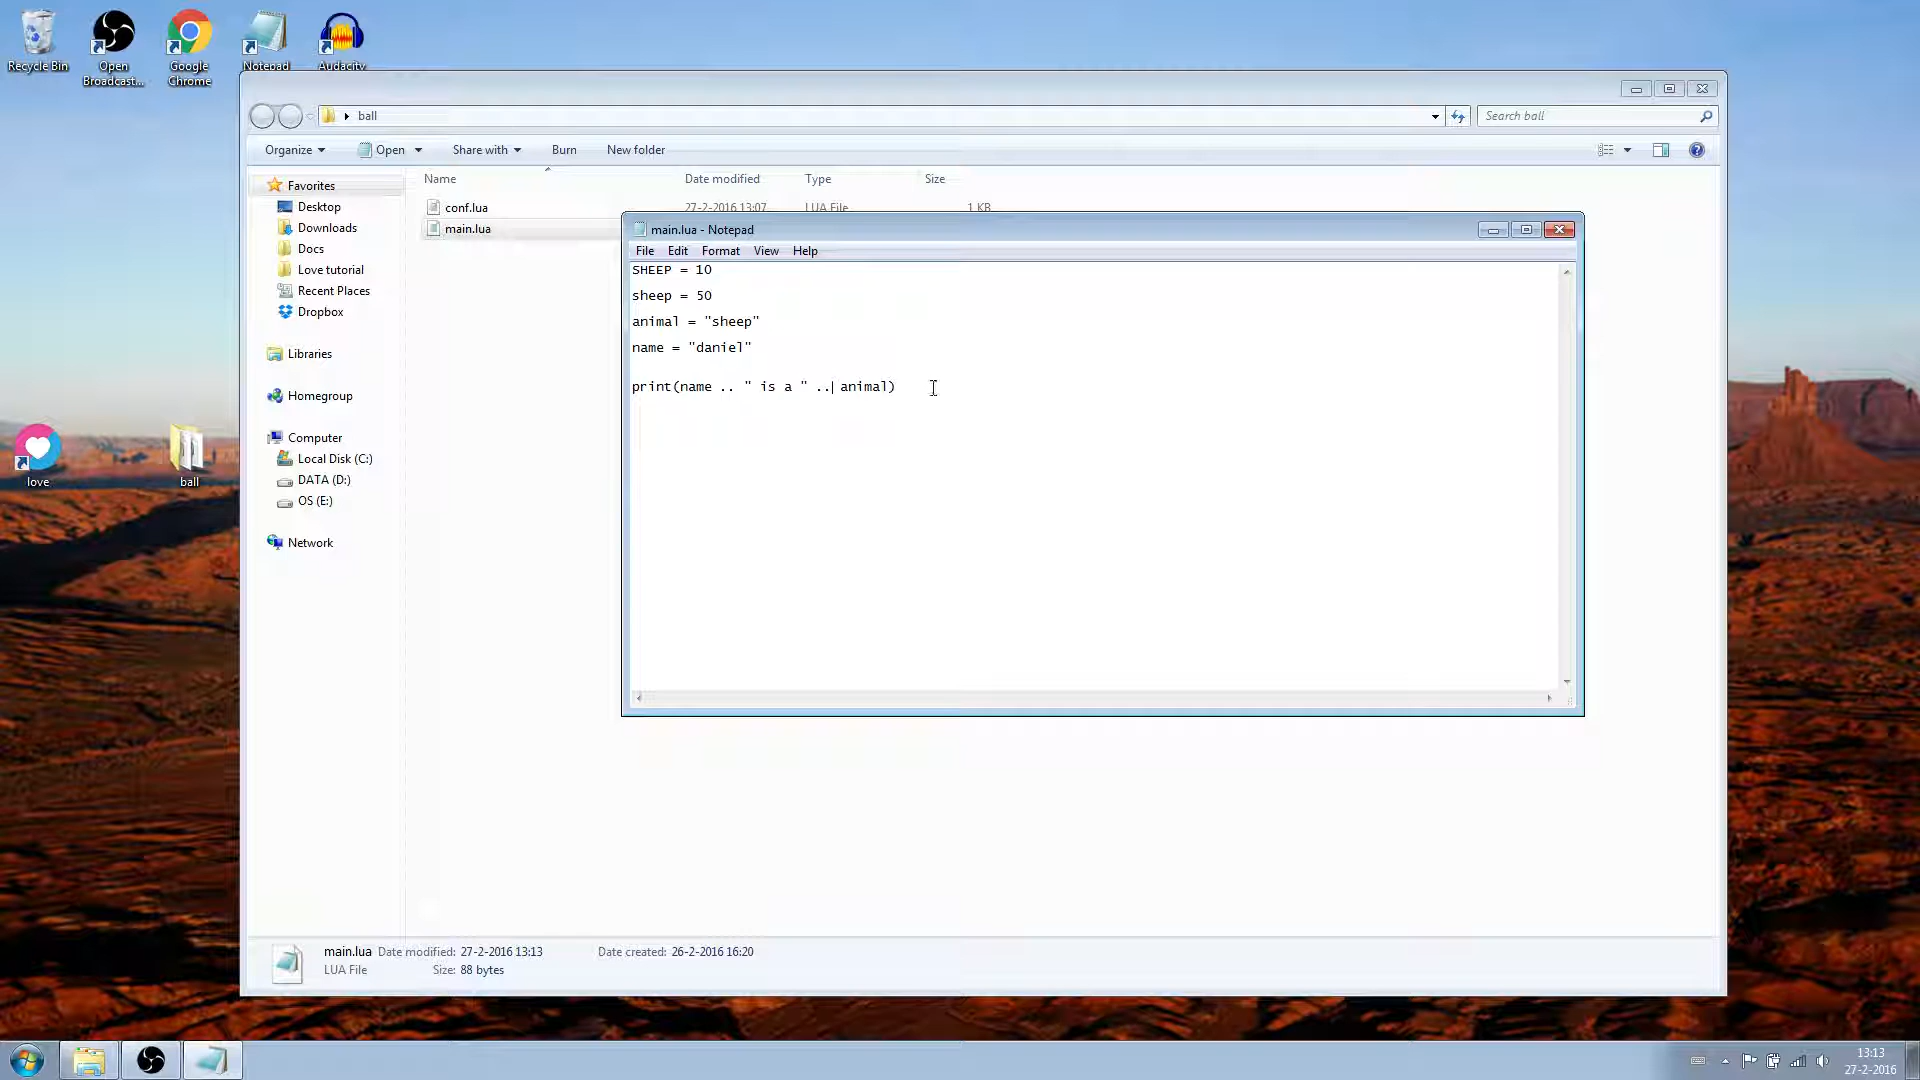 Recycle Bin
Open Broadcast...
Google Chrome
Notepad
Audacity
love
ball
ball
Search ball
Organize
Open
Share with
Burn
New folder
Favorites
Desktop
Downloads
Docs
Love tutorial
Recent Places
Dropbox
Libraries
Homegroup
Computer
Local Disk (C:)
DATA (D:)
OS (E:)
Network
Name Date modified Type Size
conf.lua 27-2-2016 13:07 LUA File 1 KB
main.lua
main.lua - Notepad
File Edit Format View Help
SHEEP = 10
sheep = 50
animal = "sheep"
name = "daniel"
print(name .. " is a " .. animal)
main.lua Date modified: 27-2-2016 13:13 Date created: 26-2-2016 16:20
LUA File Size: 88 bytes
13:13
27-2-2016